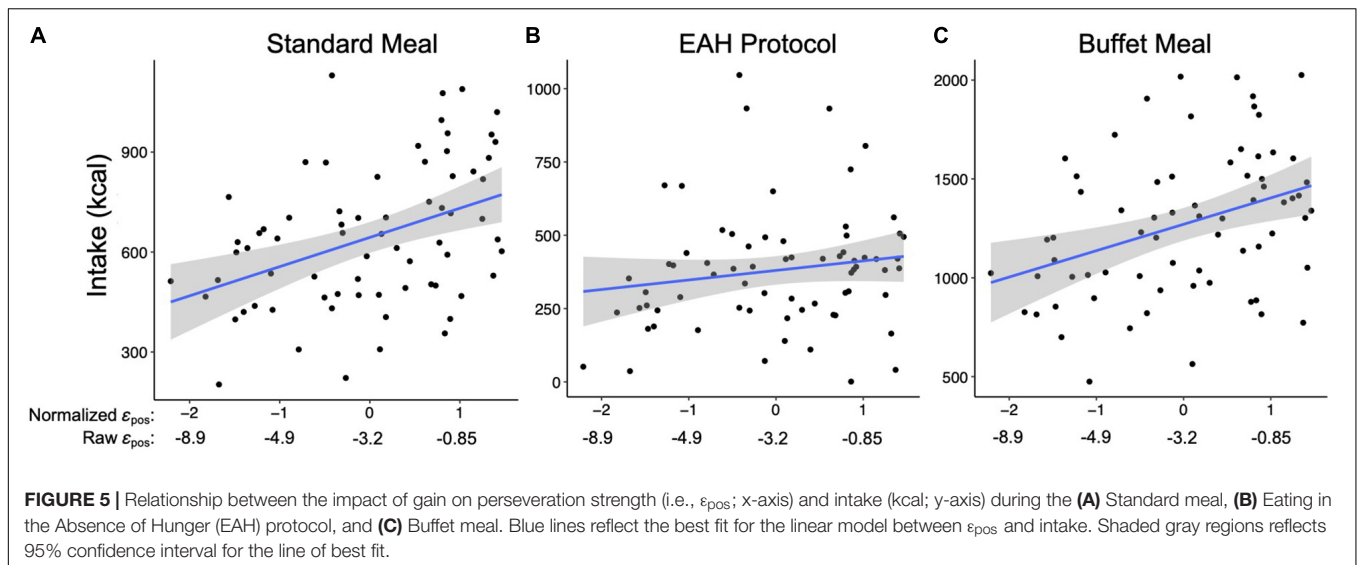 A Standard Meal B EAH Protocol C Buffet Meal
Intake (kcal)
900
600
300
1000
750
500
250
0
2000
1500
1000
500
Normalized εpos: −2 −1 0 1 −2 −1 0 1 −2 −1 0 1
Raw εpos: -8.9 -4.9 -3.2 -0.85 -8.9 -4.9 -3.2 -0.85 -8.9 -4.9 -3.2 -0.85
FIGURE 5 | Relationship between the impact of gain on perseveration strength (i.e., εpos; x-axis) and intake (kcal; y-axis) during the (A) Standard meal, (B) Eating in
the Absence of Hunger (EAH) protocol, and (C) Buffet meal. Blue lines reflect the best fit for the linear model between εpos and intake. Shaded gray regions reflects
95% confidence interval for the line of best fit.